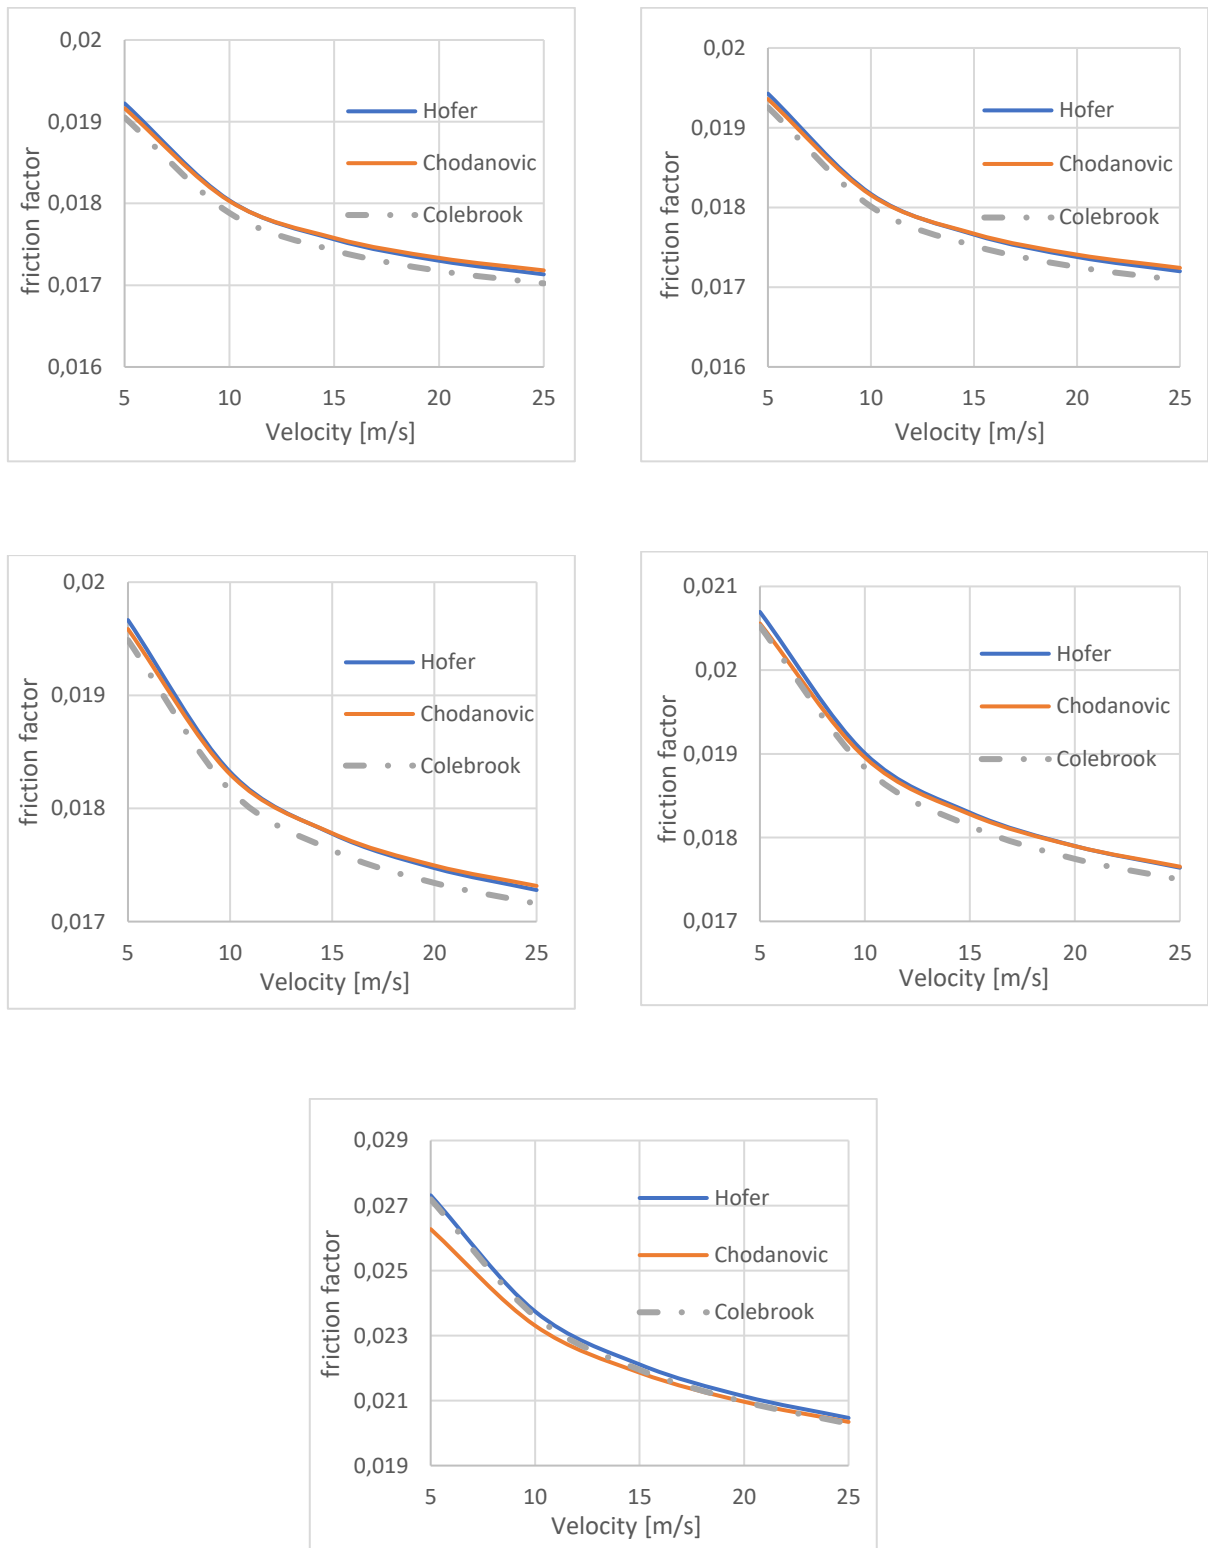 0,02
0,019
0,018
0,017
0,016
friction factor
5 10 15 20 25
Velocity [m/s]
Hofer
Chodanovic
Colebrook
0,02
0,019
0,018
0,017
0,016
friction factor
5 10 15 20 25
Velocity [m/s]
Hofer
Chodanovic
Colebrook
0,02
0,019
0,018
0,017
friction factor
5 10 15 20 25
Velocity [m/s]
Hofer
Chodanovic
Colebrook
0,021
0,02
0,019
0,018
0,017
friction factor
5 10 15 20 25
Velocity [m/s]
Hofer
Chodanovic
Colebrook
0,029
0,027
0,025
0,023
0,021
0,019
friction factor
5 10 15 20 25
Velocity [m/s]
Hofer
Chodanovic
Colebrook